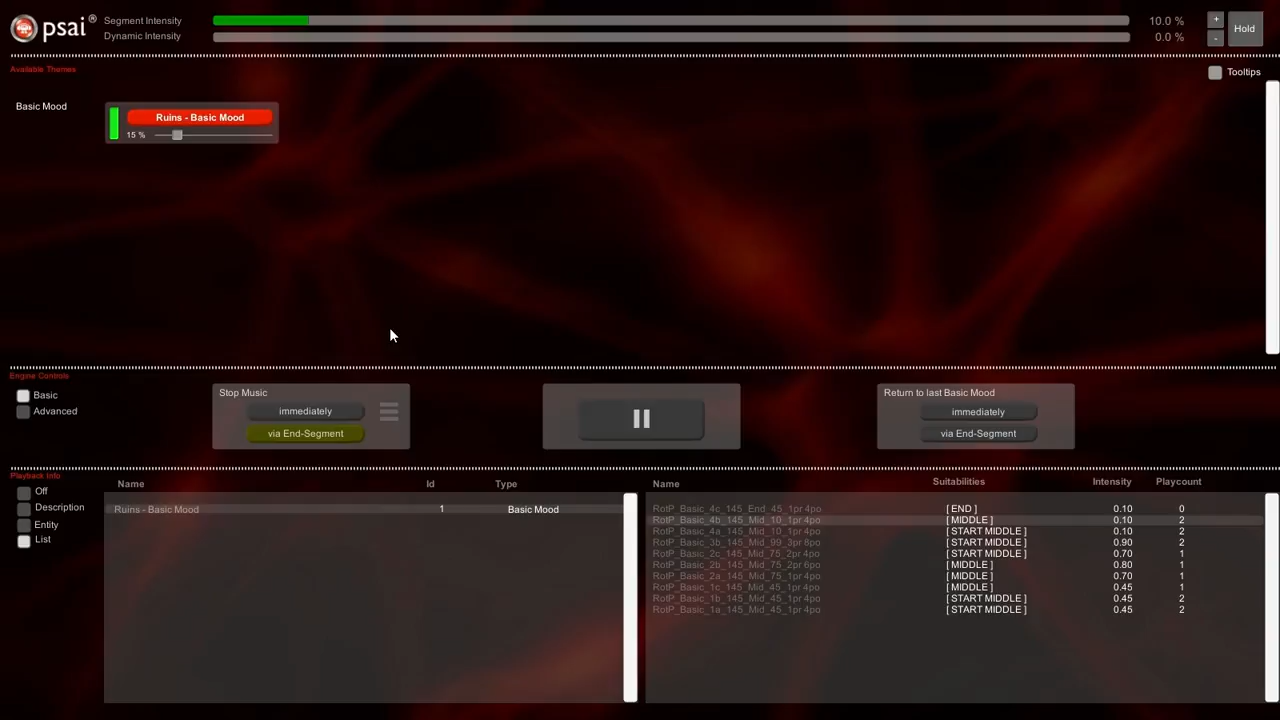 psai® Segment Intensity 10.0 % + Hold
Dynamic Intensity 0.0 % -
Available Themes
Tooltips
Basic Mood Ruins - Basic Mood
15 %
Engine Controls
Basic
Advanced
Stop Music
immediately
via End-Segment
Return to last Basic Mood
immediately
via End-Segment
Playback Info
Off
Description
Entity
List
Name Id Type
Ruins - Basic Mood 1 Basic Mood
Name Suitabilities Intensity Playcount
RotP_Basic_4c_145_End_45_1pr 4po [ END ] 0.10 0
RotP_Basic_4b_145_Mid_10_1pr 4po [ MIDDLE ] 0.10 2
RotP_Basic_4a_145_Mid_10_1pr 4po [ START MIDDLE ] 0.10 2
RotP_Basic_3b_145_Mid_99_3pr 8po [ START MIDDLE ] 0.90 2
RotP_Basic_2c_145_Mid_75_2pr 4po [ START MIDDLE ] 0.70 1
RotP_Basic_2b_145_Mid_75_2pr 6po [ MIDDLE ] 0.80 1
RotP_Basic_2a_145_Mid_75_1pr 4po [ MIDDLE ] 0.70 1
RotP_Basic_1c_145_Mid_45_1pr 4po [ MIDDLE ] 0.45 1
RotP_Basic_1b_145_Mid_45_1pr 4po [ START MIDDLE ] 0.45 2
RotP_Basic_1a_145_Mid_45_1pr 4po [ START MIDDLE ] 0.45 2